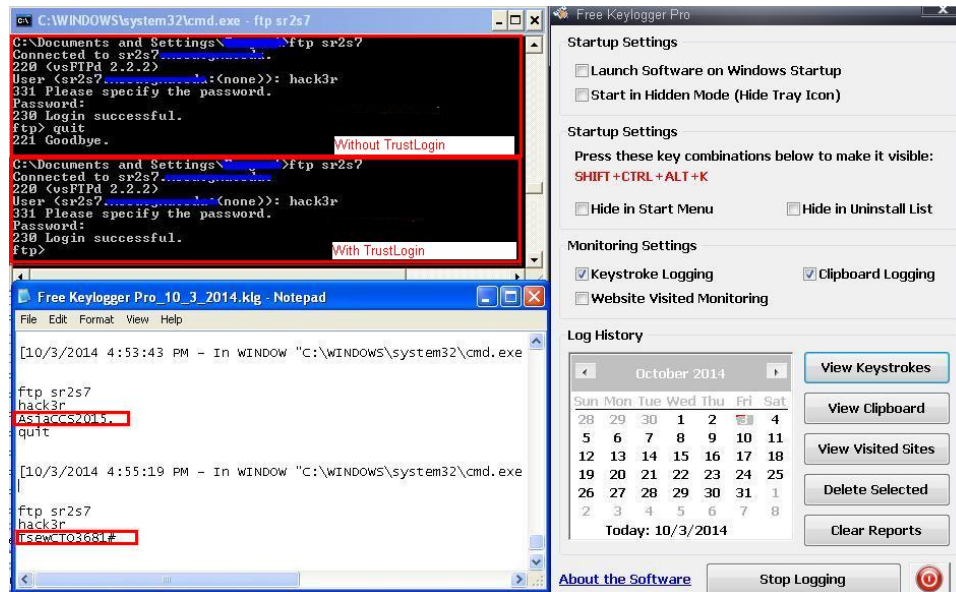 C:\WINDOWS\system32\cmd.exe - ftp sr2s7
C:\Documents and Settings\ >ftp sr2s7
Connected to sr2s7.
220 (vsFTPd 2.2.2)
User (sr2s7. :(none)): hack3r
331 Please specify the password.
Password:
230 Login successful.
ftp> quit
221 Goodbye.
Without TrustLogin
C:\Documents and Settings\ >ftp sr2s7
Connected to sr2s7.
220 (vsFTPd 2.2.2)
User (sr2s7. (none)): hack3r
331 Please specify the password.
Password:
230 Login successful.
ftp>
With TrustLogin
Free Keylogger Pro_10_3_2014.klg - Notepad
File Edit Format View Help
[10/3/2014 4:53:43 PM - In WINDOW "C:\WINDOWS\system32\cmd.exe
ftp sr2s7
hack3r
AsiaCCS2015.
quit
[10/3/2014 4:55:19 PM - In WINDOW "C:\WINDOWS\system32\cmd.exe
ftp sr2s7
hack3r
TsewCTO3681#
Free Keylogger Pro
Startup Settings
Launch Software on Windows Startup
Start in Hidden Mode (Hide Tray Icon)
Startup Settings
Press these key combinations below to make it visible:
SHIFT+CTRL+ALT+K
Hide in Start Menu Hide in Uninstall List
Monitoring Settings
Keystroke Logging Clipboard Logging
Website Visited Monitoring
Log History
October 2014
Sun Mon Tue Wed Thu Fri Sat
28 29 30 1 2 4
5 6 7 8 9 10 11
12 13 14 15 16 17 18
19 20 21 22 23 24 25
26 27 28 29 30 31 1
2 3 4 5 6 7 8
Today: 10/3/2014
View Keystrokes
View Clipboard
View Visited Sites
Delete Selected
Clear Reports
About the Software
Stop Logging